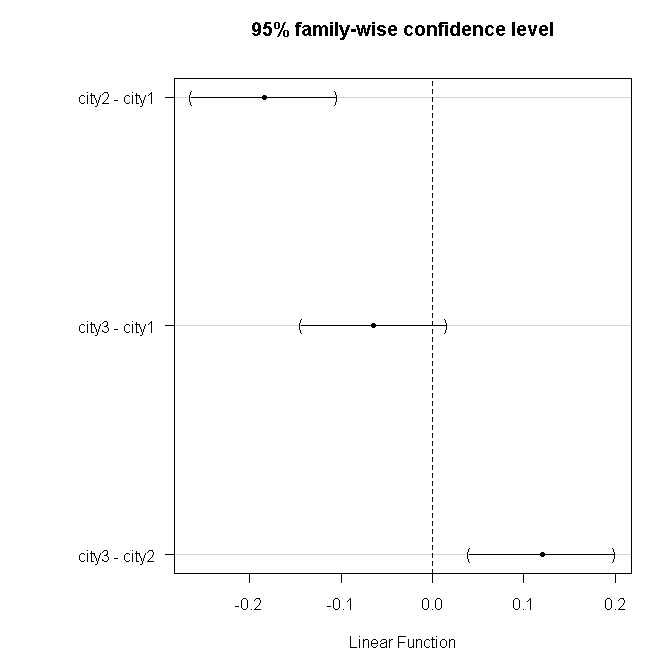 95% family-wise confidence level
city2 - city1
city3 - city1
city3 - city2
-0.2 -0.1 0.0 0.1 0.2
Linear Function